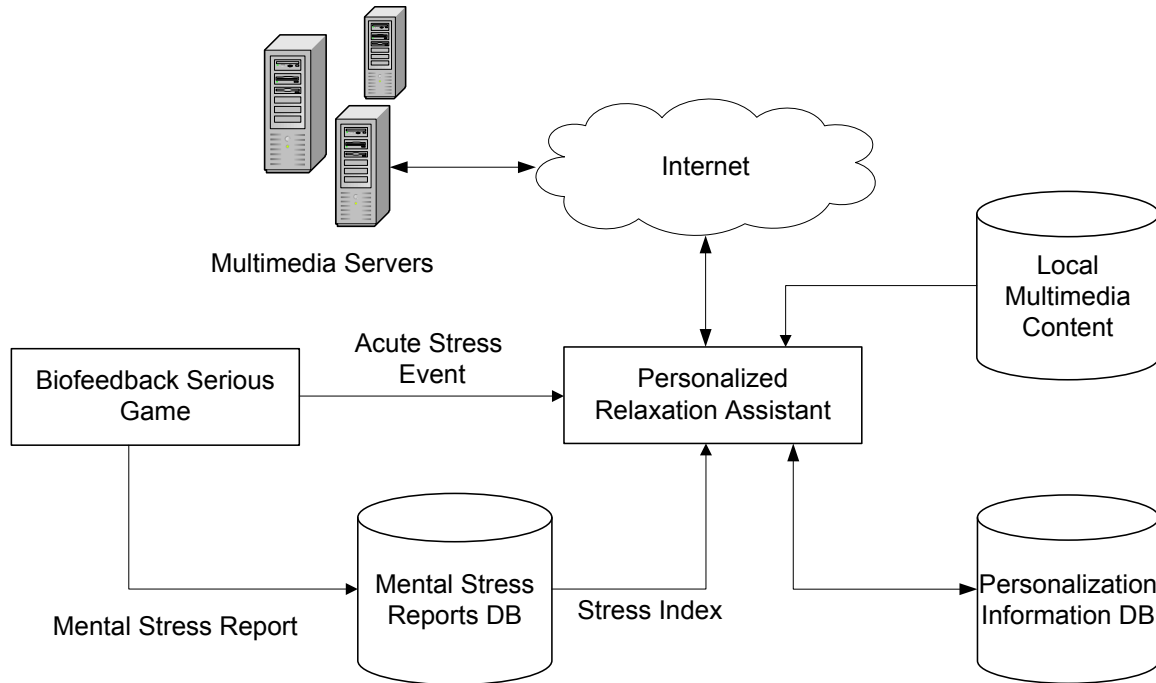 Internet
Multimedia Servers
Local
Multimedia
Content
Acute Stress
Event
Biofeedback Serious
Game
Personalized
Relaxation Assistant
Mental Stress
Reports DB
Mental Stress Report
Stress Index
Personalization
Information DB